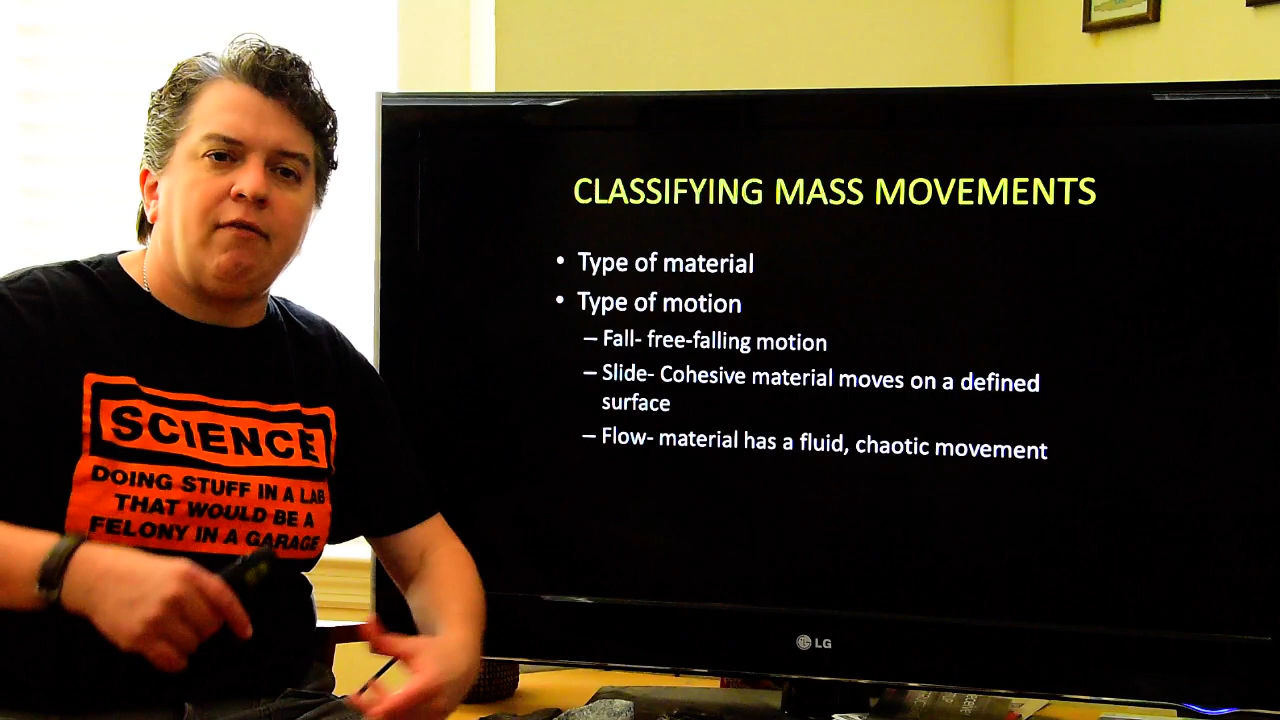 CLASSIFYING MASS MOVEMENTS
• Type of material
• Type of motion
– Fall- free-falling motion
– Slide- Cohesive material moves on a defined
surface
– Flow- material has a fluid, chaotic movement
SCIENCE
DOING STUFF IN A LAB
THAT WOULD BE A
FELONY IN A GARAGE
LG